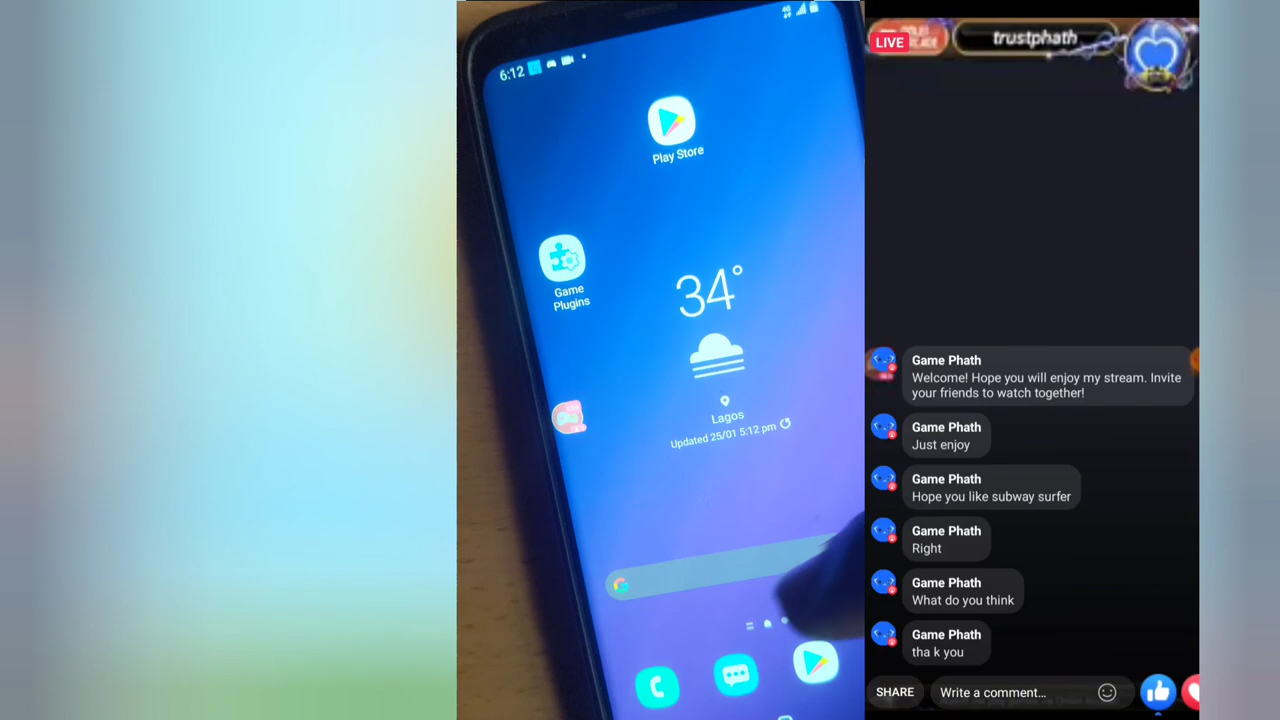 6:12
4G
Play Store
Game
Plugins
34°
Lagos
Updated 25/01 5:12 pm
LIVE
trustphath
Game Phath
Welcome! Hope you will enjoy my stream. Invite
your friends to watch together!
Game Phath
Just enjoy
Game Phath
Hope you like subway surfer
Game Phath
Right
Game Phath
What do you think
Game Phath
tha k you
SHARE
Write a comment…